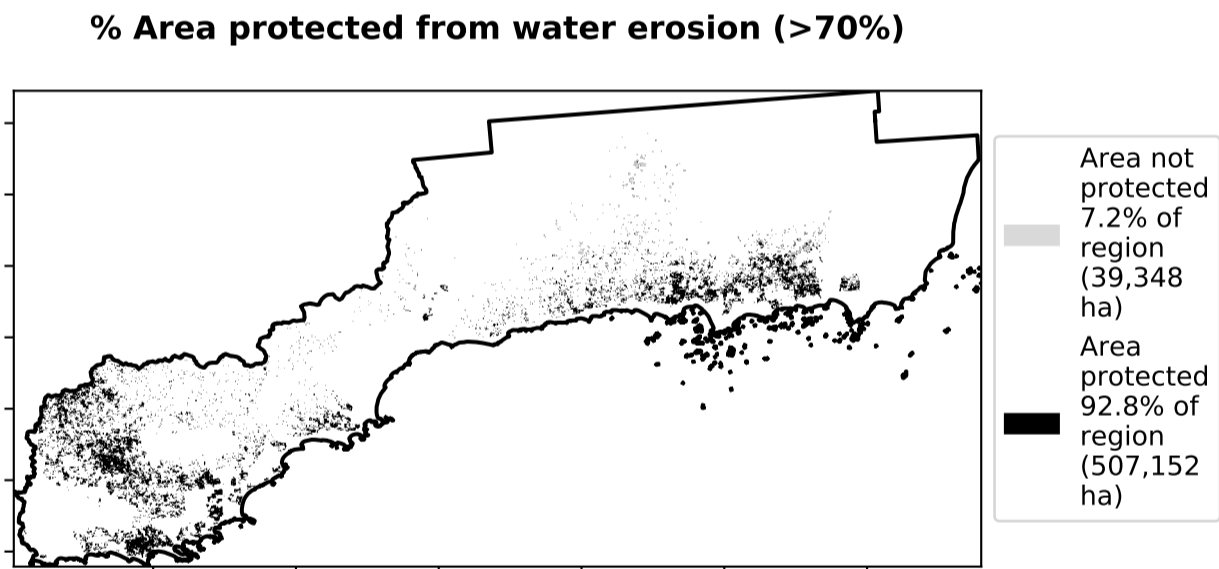 % Area protected from water erosion (>70%)
Area not
protected
7.2% of
region
(39,348
ha)
Area
protected
92.8% of
region
(507,152
ha)